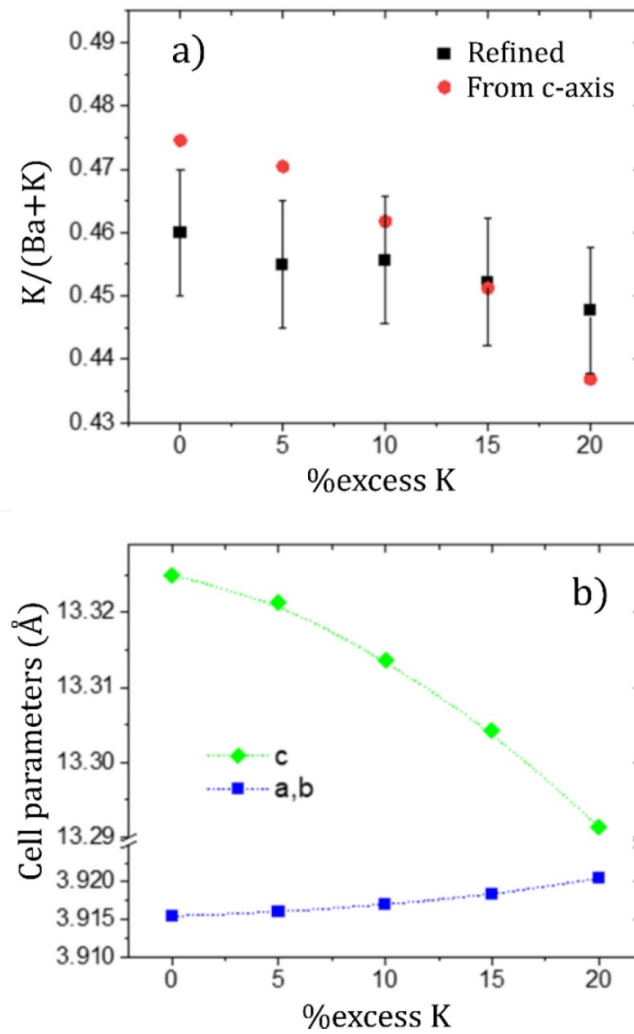 a)
Refined
From c-axis
K/(Ba+K)
0.49
0.48
0.47
0.46
0.45
0.44
0.43
0 5 10 15 20
%excess K
b)
Cell parameters (Å)
13.32
13.31
13.30
13.29
3.920
3.915
3.910
c
a,b
0 5 10 15 20
%excess K